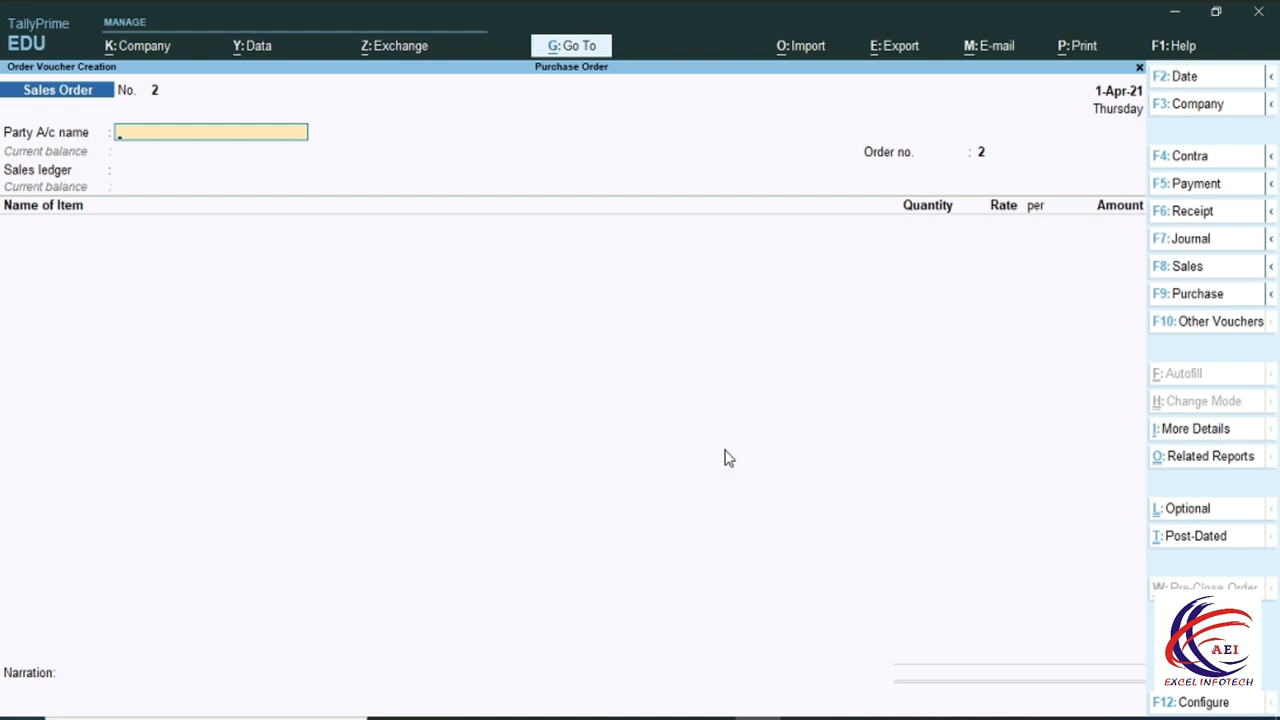 TallyPrime
EDU
MANAGE
K: Company
Y: Data
Z: Exchange
G: Go To
O: Import
E: Export
M: E-mail
P: Print
F1: Help
Order Voucher Creation
Purchase Order
x
Sales Order
No. 2
1-Apr-21
Thursday
Party A/c name :
Current balance :
Order no. : 2
Sales ledger :
Current balance :
Name of Item
Quantity
Rate per
Amount
Narration:
F2: Date
F3: Company
F4: Contra
F5: Payment
F6: Receipt
F7: Journal
F8: Sales
F9: Purchase
F10: Other Vouchers
F: Autofill
H: Change Mode
I: More Details
O: Related Reports
L: Optional
T: Post-Dated
W: Pre-Close Order
AEI
EXCEL INFOTECH
F12: Configure